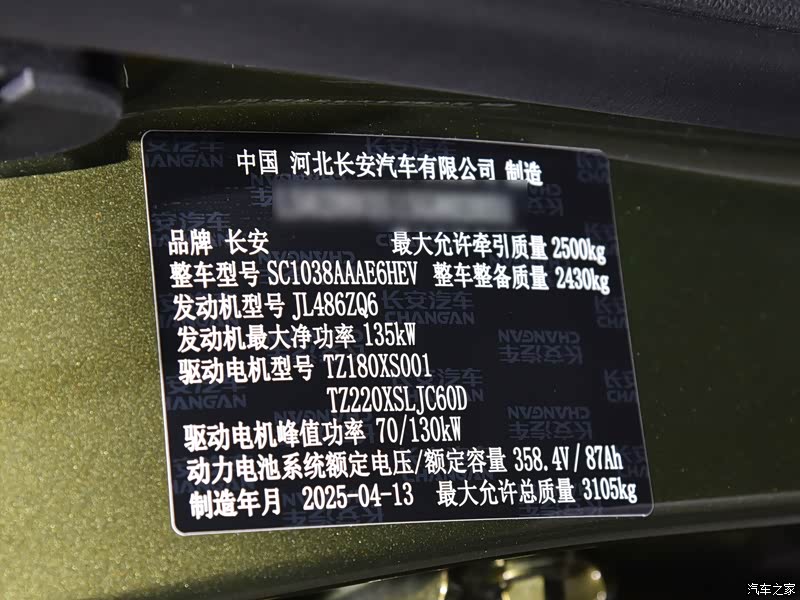 中国 河北长安汽车有限公司 制造
品牌 长安 最大允许牵引质量 2500kg
整车型号 SC1038AAAE6HEV 整车整备质量 2430kg
发动机型号 JL486ZQ6
发动机最大净功率 135kW
驱动电机型号 TZ180XS001
TZ220XSLJC60D
驱动电机峰值功率 70/130kW
动力电池系统额定电压/额定容量 358.4V/87Ah
制造年月 2025-04-13 最大允许总质量 3105kg
长安汽车
CHANGAN
汽车之家